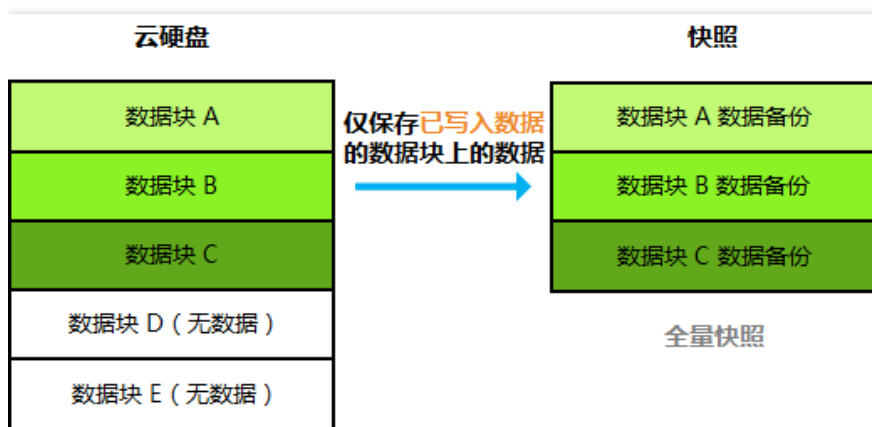 云硬盘
快照
数据块 A
数据块 B
数据块 C
数据块 D（无数据）
数据块 E（无数据）
仅保存已写入数据
的数据块上的数据
数据块 A 数据备份
数据块 B 数据备份
数据块 C 数据备份
全量快照